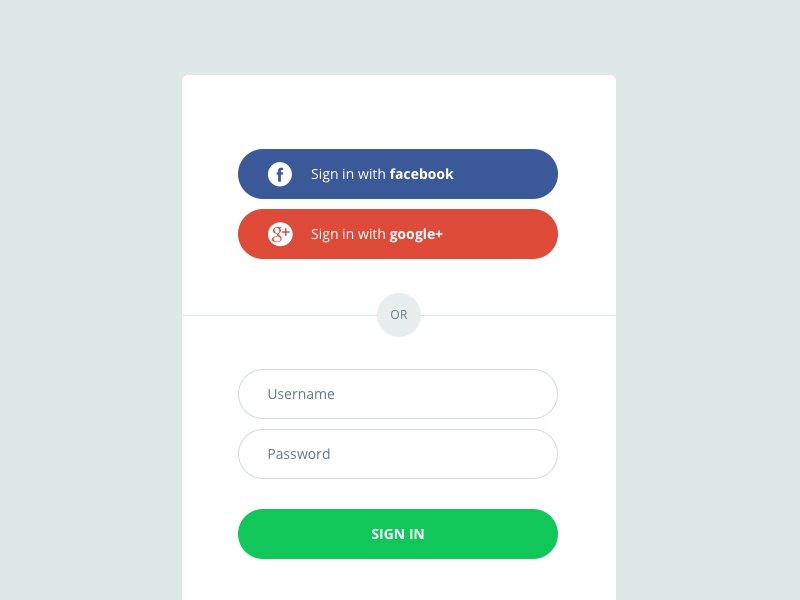 f Sign in with facebook
g+ Sign in with google+
OR
Username
Password
SIGN IN